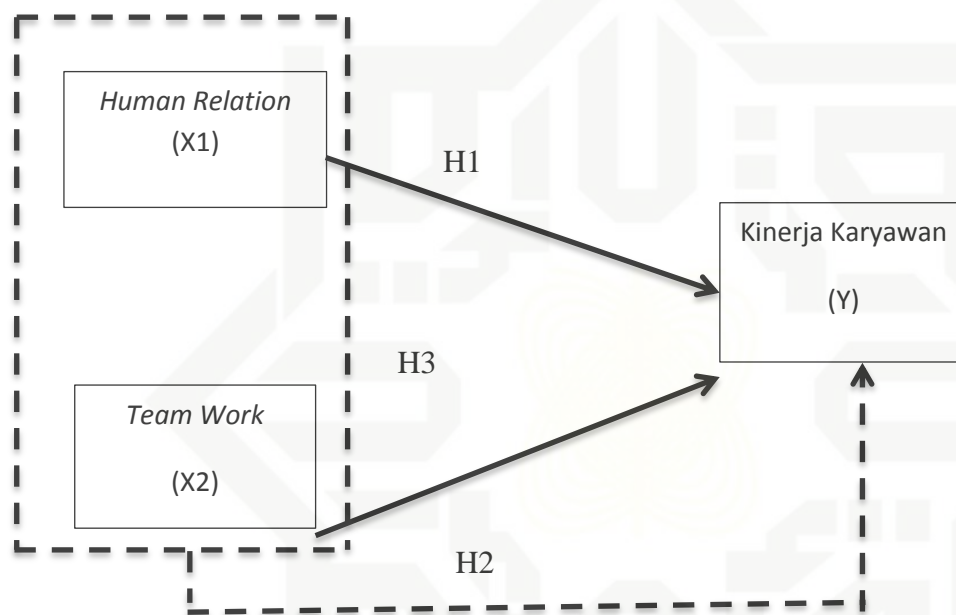 Human Relation
(X1)
H1
Kinerja Karyawan
(Y)
H3
Team Work
(X2)
H2